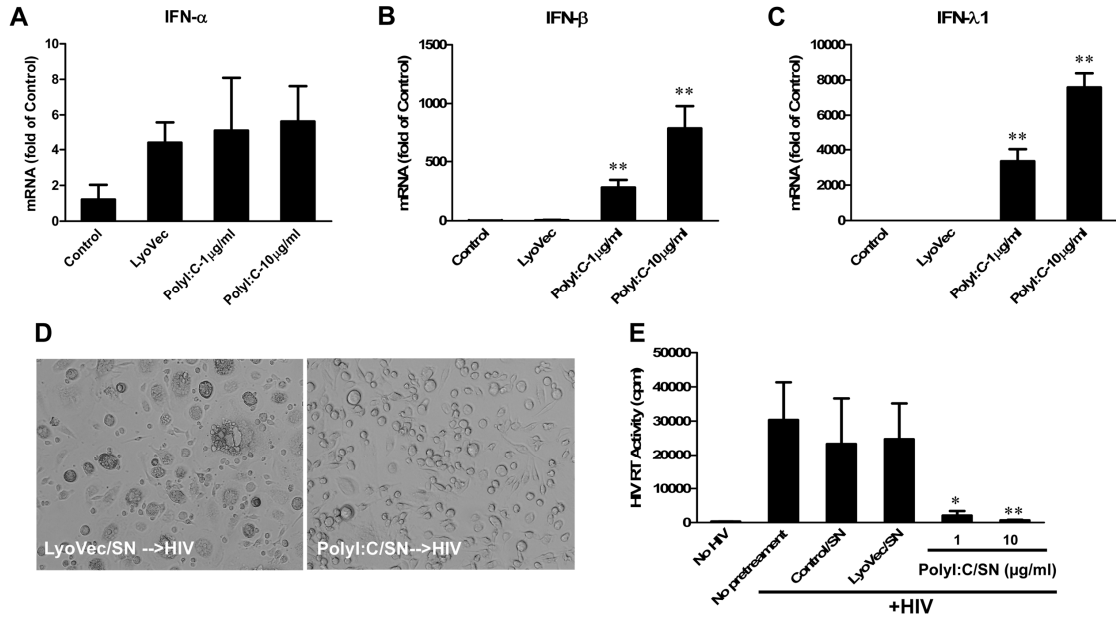 A
IFN-α
mRNA (fold of Control)
10
8
6
4
2
0
Control
LyoVec
PolyI:C-1µg/ml
PolyI:C-10µg/ml
B
IFN-β
mRNA (fold of Control)
1500
1000
500
0
**
**
Control
LyoVec
PolyI:C-1µg/ml
PolyI:C-10µg/ml
C
IFN-λ1
mRNA (fold of Control)
10000
8000
6000
4000
2000
0
**
**
Control
LyoVec
PolyI:C-1µg/ml
PolyI:C-10µg/ml
D
LyoVec/SN -->HIV
PolyI:C/SN-->HIV
E
HIV RT Activity (cpm)
50000
40000
30000
20000
10000
0
*
**
No HIV
No pretreatment
Control/SN
LyoVec/SN
1 10
PolyI:C/SN (µg/ml)
+HIV